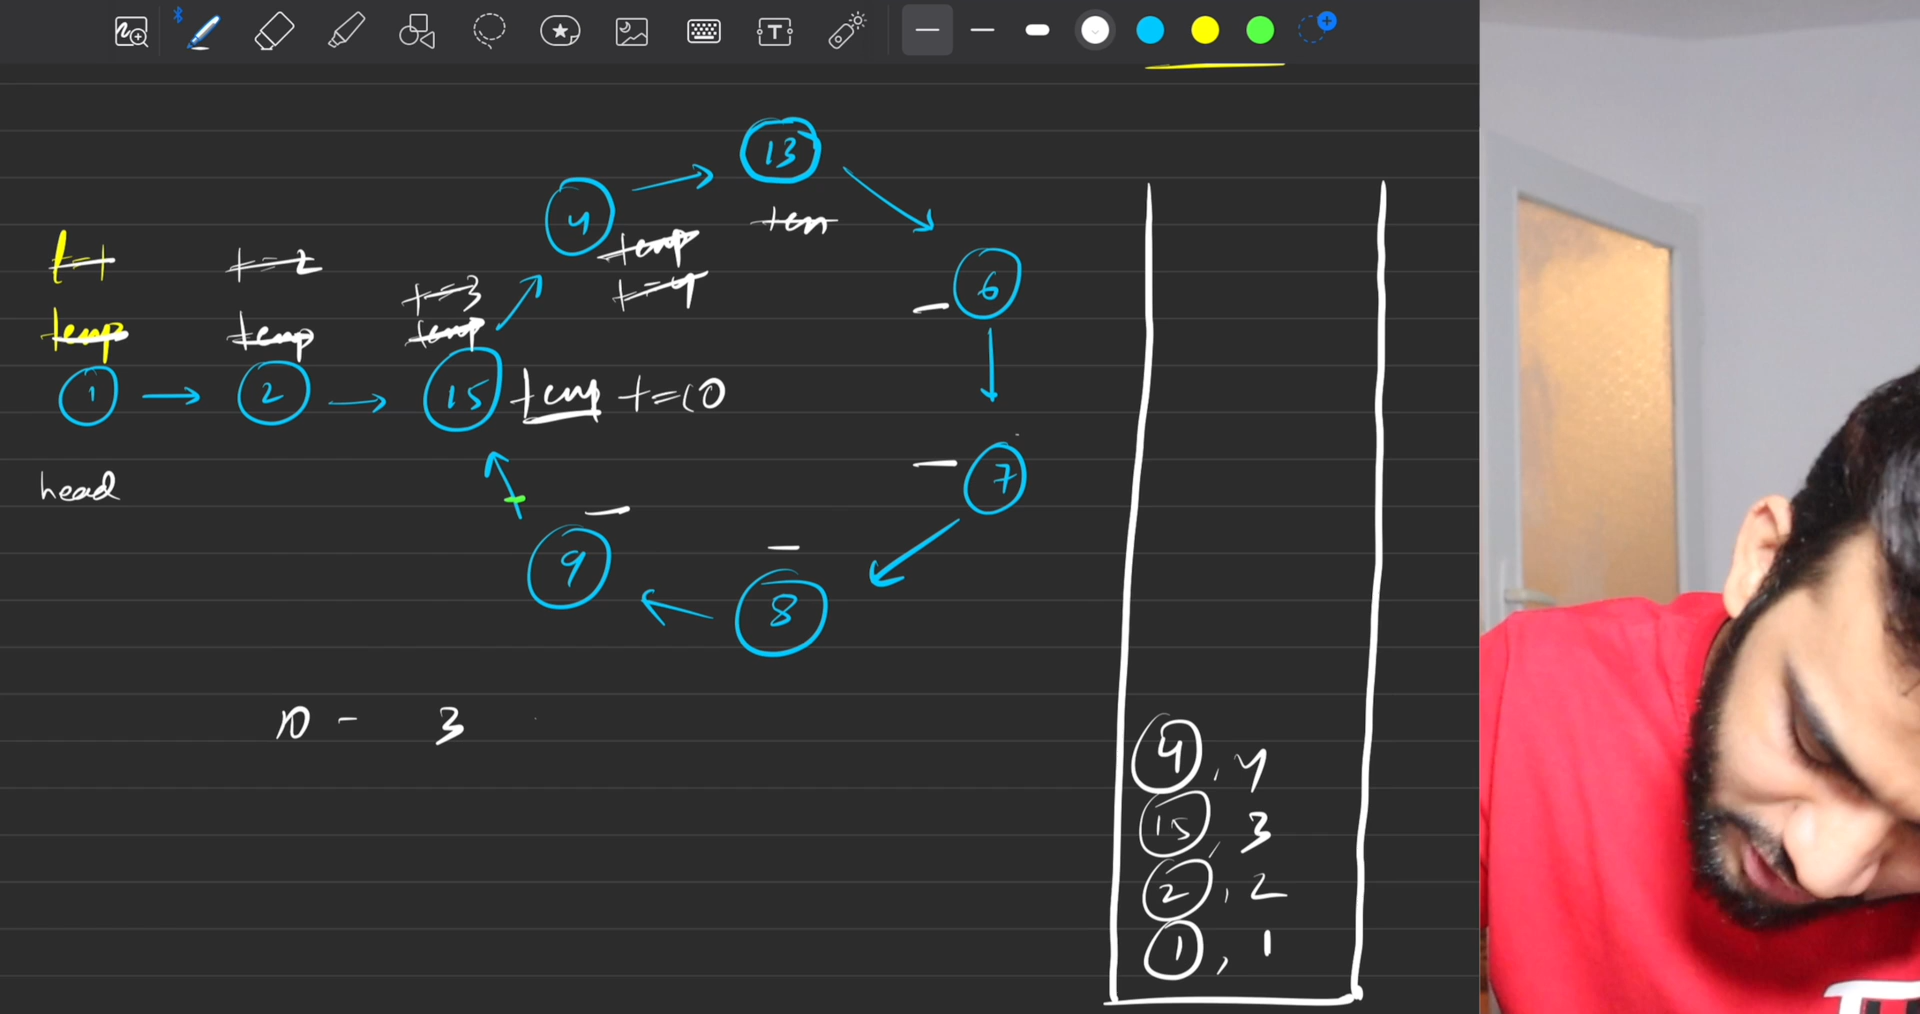 13
4
ten
t=1
t=2
temp
t=3
t=4
6
temp
temp
temp
1
2
15
temp t=10
7
head
9
8
10 - 3
4, 4
15, 3
2, 2
1, 1